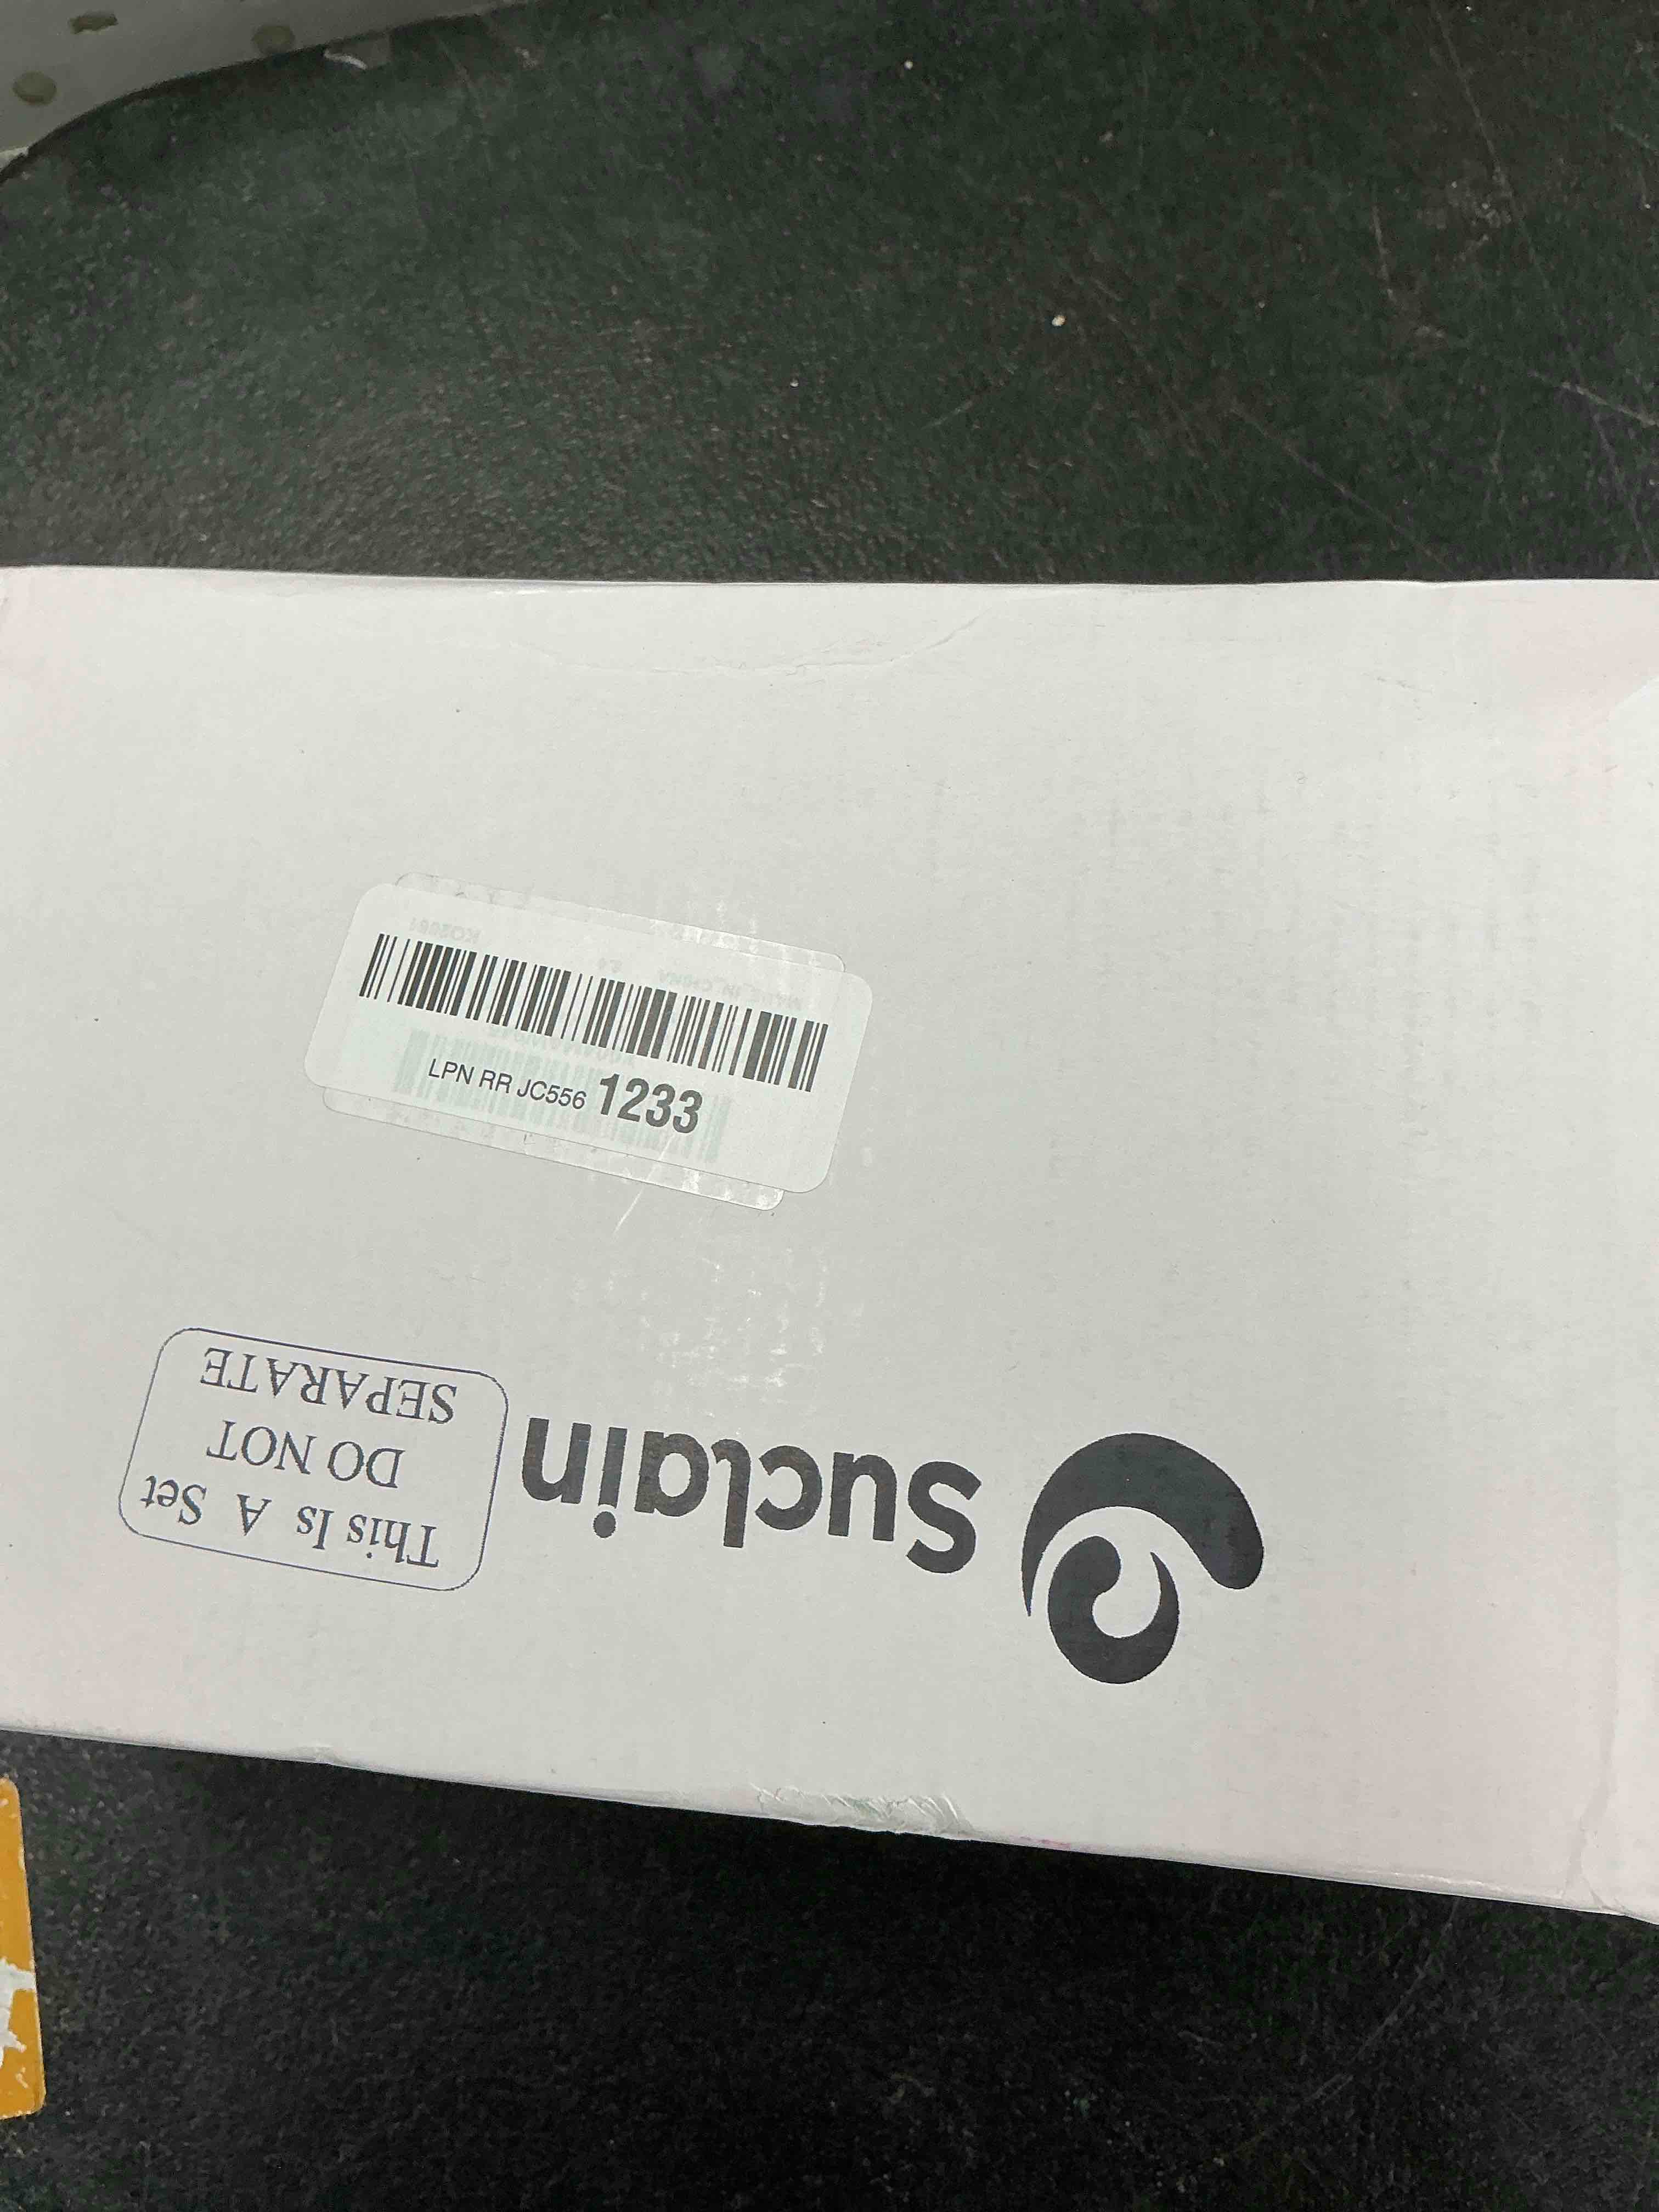 LPN RR JC556 1233
Suclain
This Is A Set
DO NOT
SEPARATE